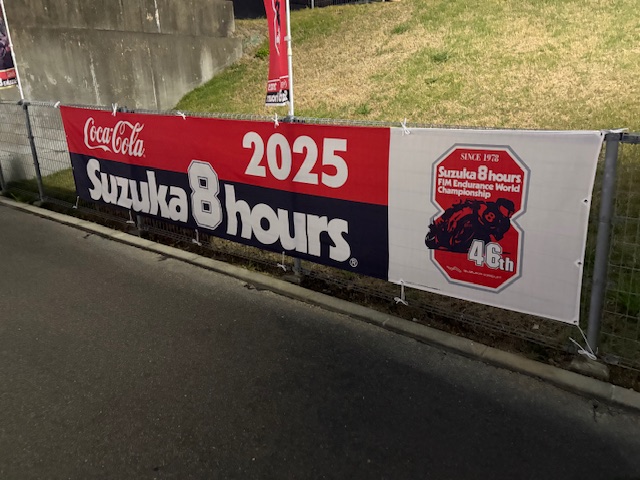 Coca-Cola
2025
Suzuka 8 hours®
SINCE 1978
Suzuka 8 hours
FIM Endurance World
Championship
46th